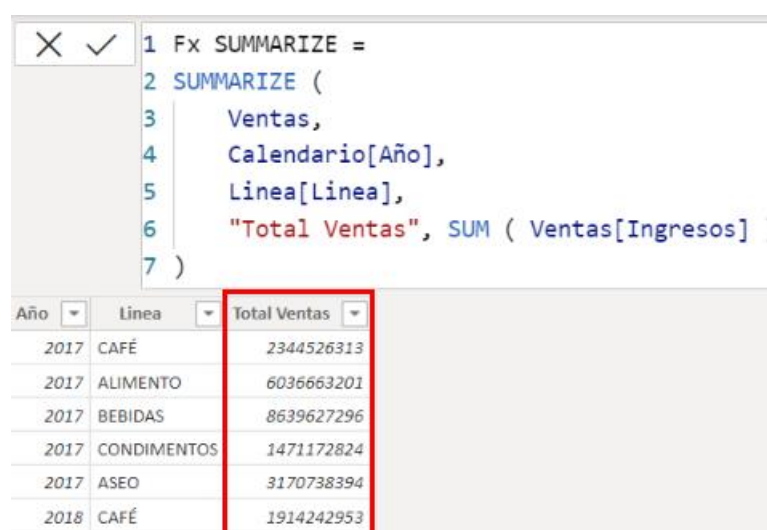 1 Fx SUMMARIZE =
2 SUMMARIZE (
3 Ventas,
4 Calendario[Año],
5 Linea[Linea],
6 "Total Ventas", SUM ( Ventas[Ingresos] )
7 )
Año Linea Total Ventas
2017 CAFÉ 2344526313
2017 ALIMENTO 6036663201
2017 BEBIDAS 8639627296
2017 CONDIMENTOS 1471172824
2017 ASEO 3170738394
2018 CAFÉ 1914242953